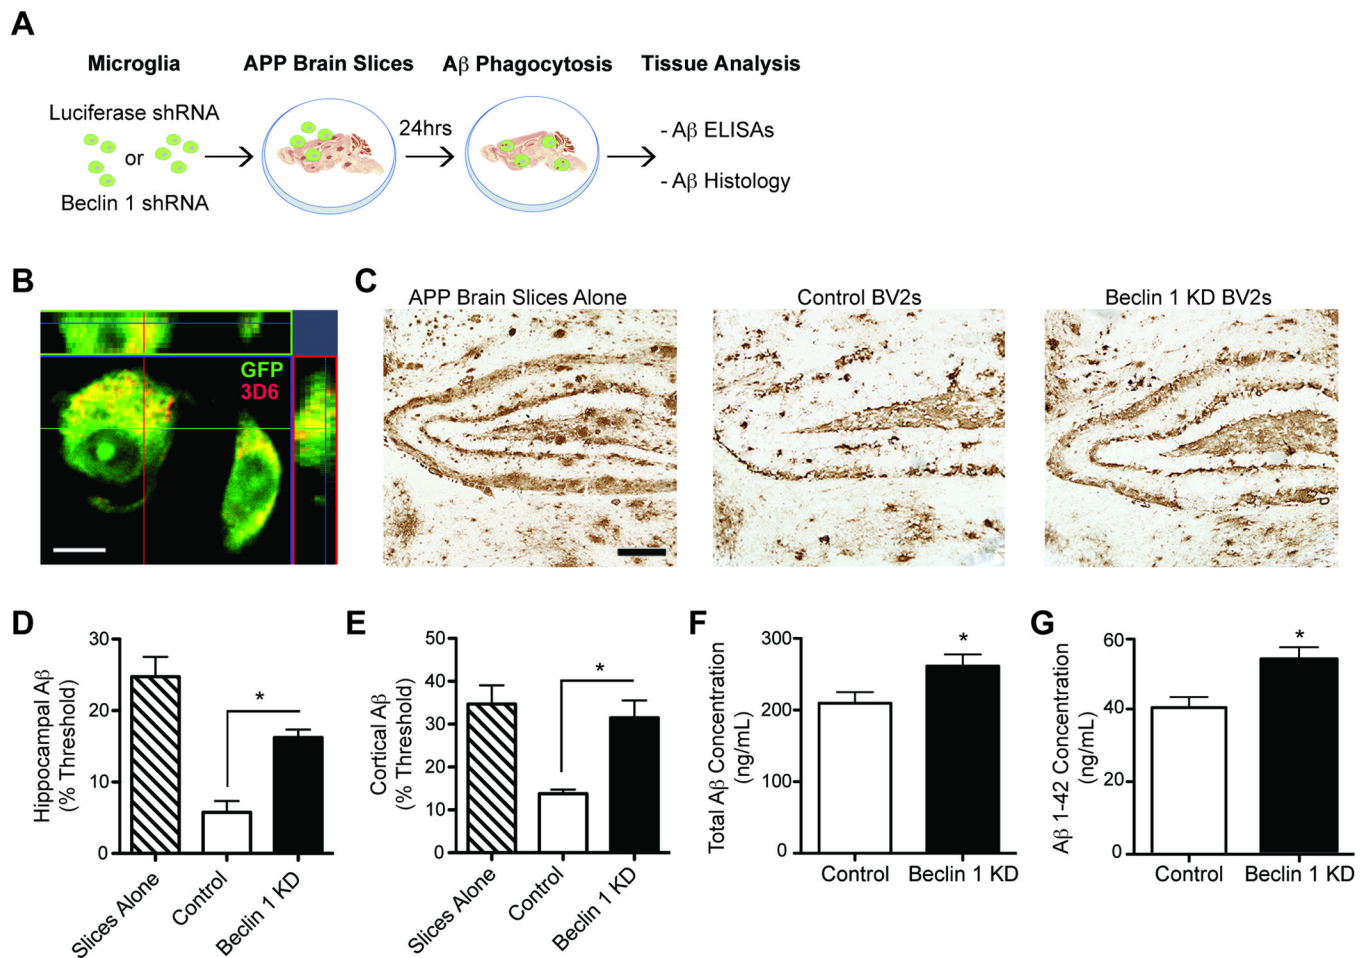 A
Microglia
APP Brain Slices
Aβ Phagocytosis
Tissue Analysis
Luciferase shRNA
or
Beclin 1 shRNA
24hrs
- Aβ ELISAs
- Aβ Histology
B
GFP
3D6
C
APP Brain Slices Alone
Control BV2s
Beclin 1 KD BV2s
D
Hippocampal Aβ
(% Threshold)
30
20
10
0
*
Slices Alone
Control
Beclin 1 KD
E
Cortical Aβ
(% Threshold)
50
40
30
20
10
0
*
Slices Alone
Control
Beclin 1 KD
F
Total Aβ Concentration
(ng/mL)
300
200
100
0
*
Control
Beclin 1 KD
G
Aβ 1-42 Concentration
(ng/mL)
60
40
20
0
*
Control
Beclin 1 KD